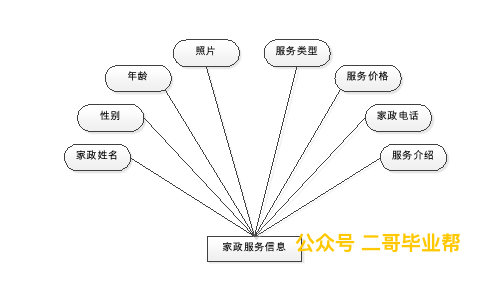 照片
服务类型
年龄
服务价格
性别
家政电话
家政姓名
服务介绍
家政服务信息
公众号 二哥毕业帮